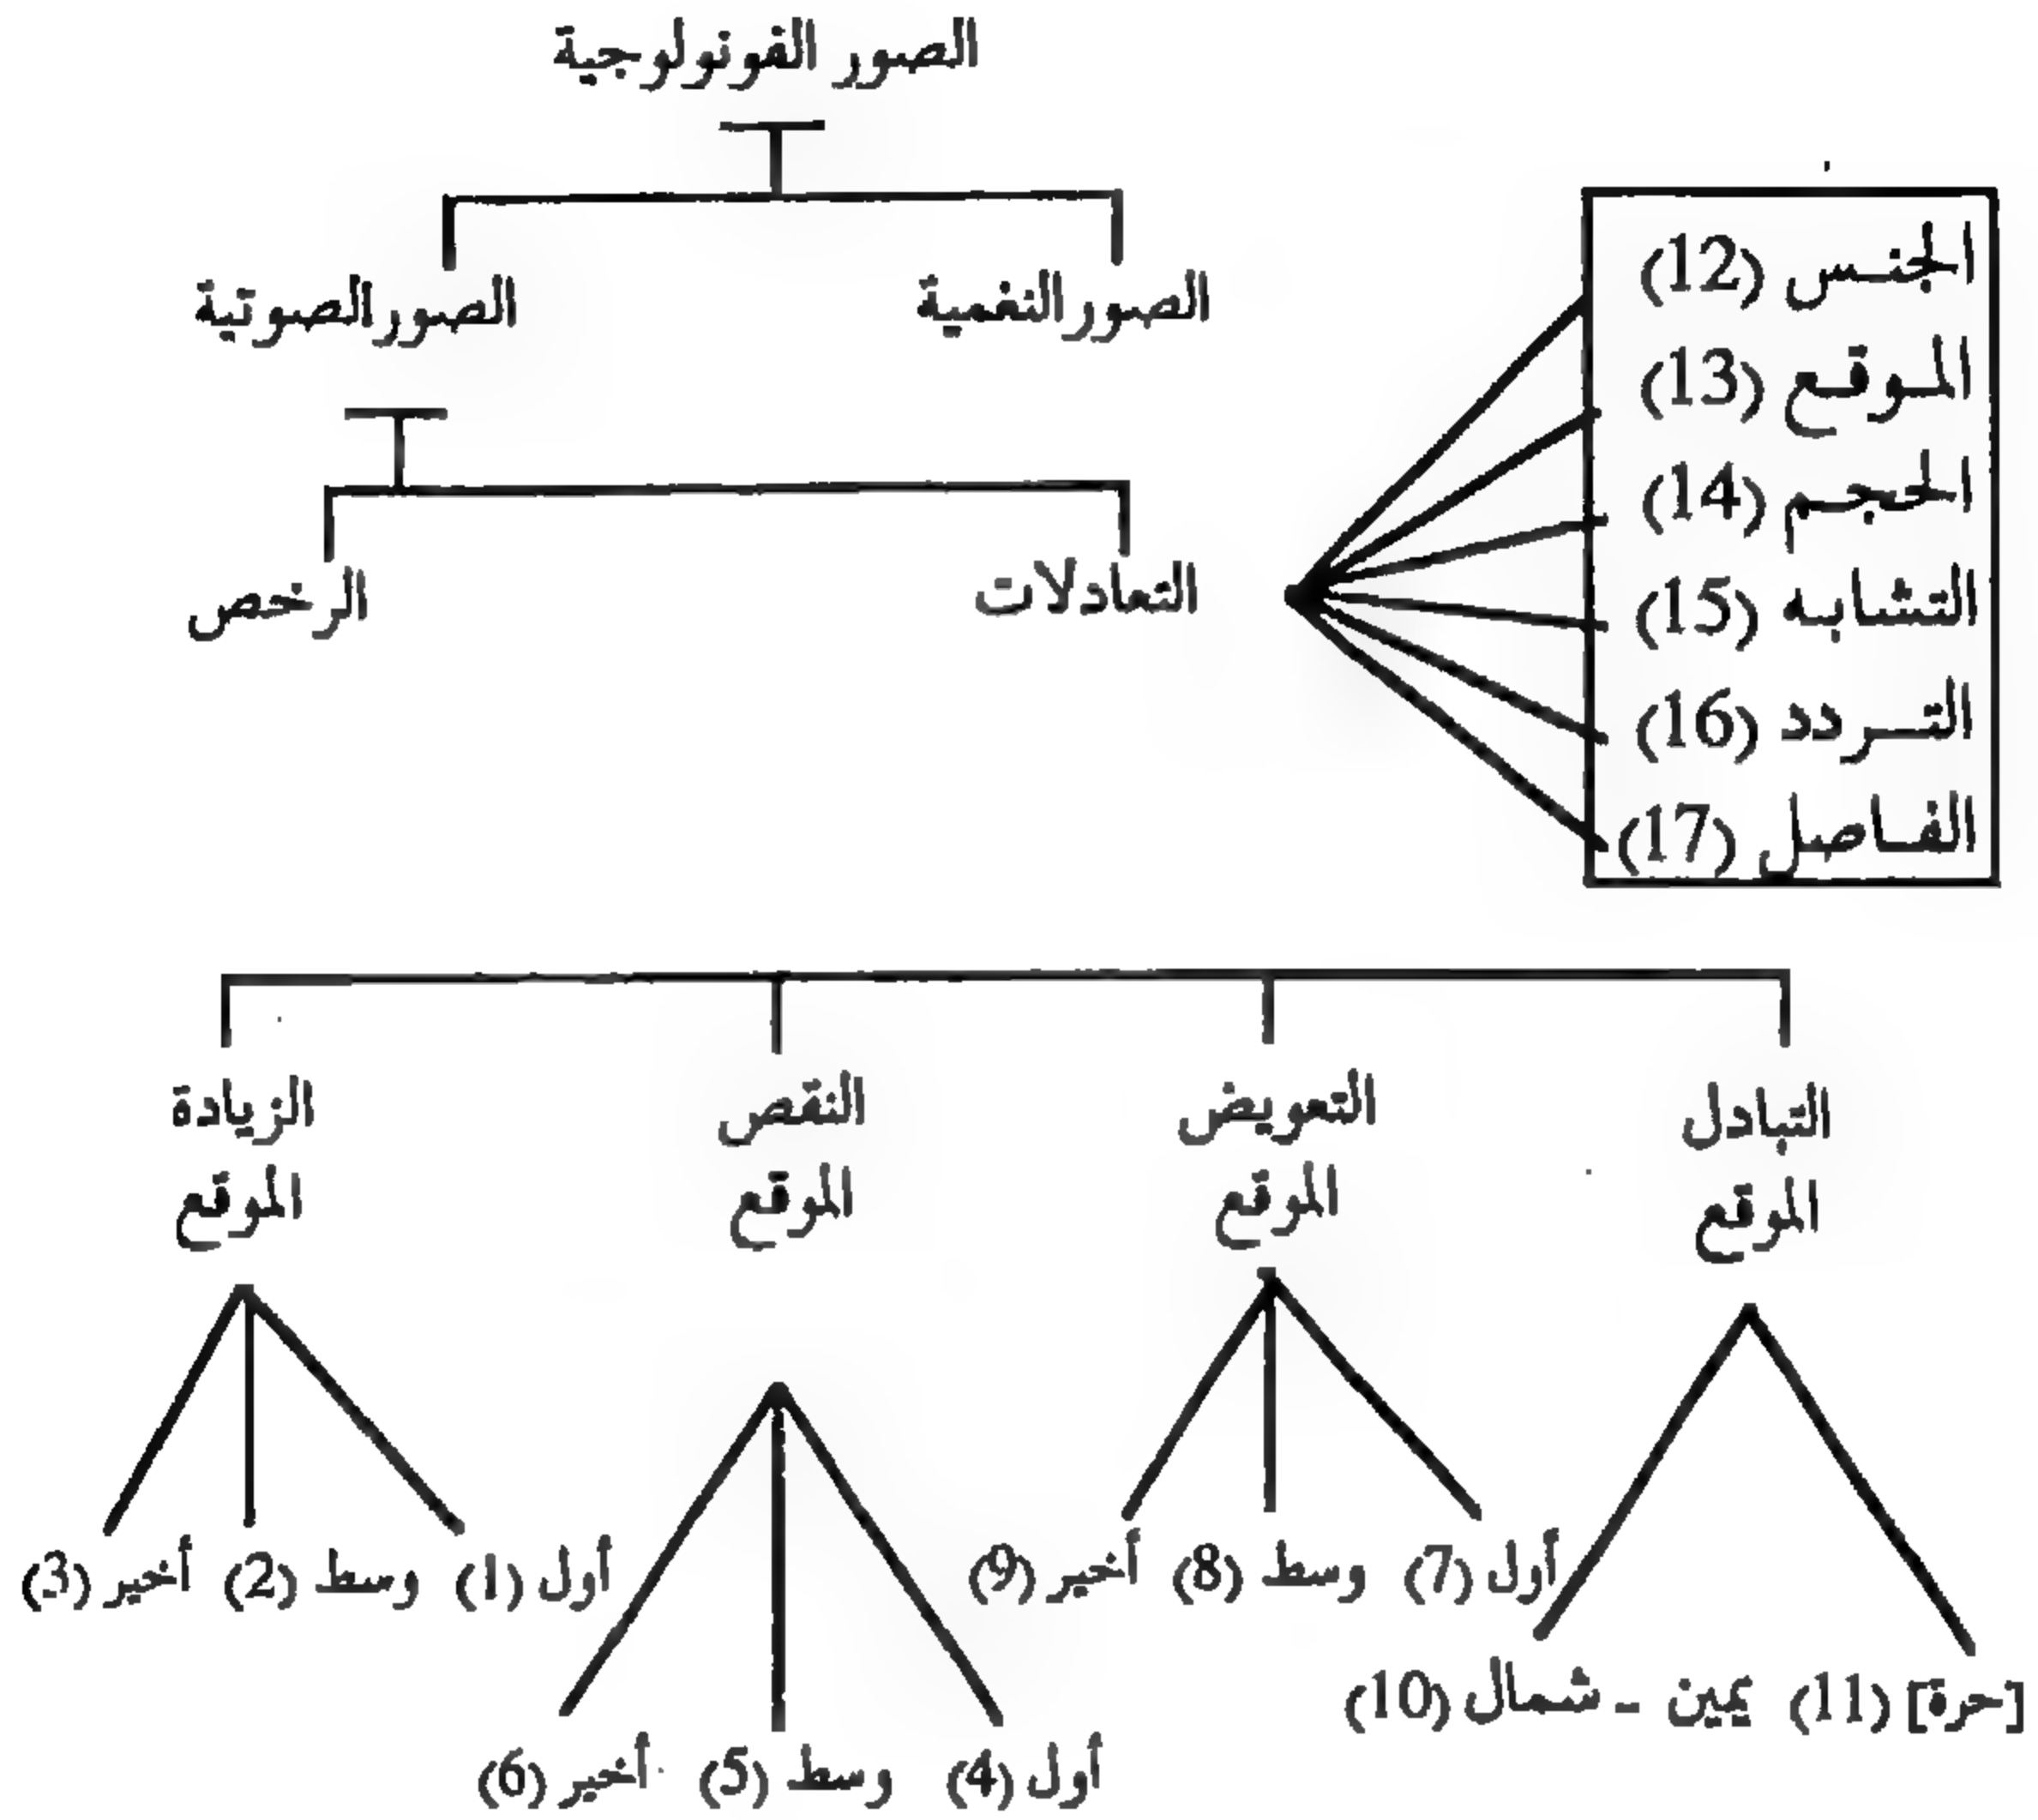 الصور الفونولوجية
الصور النغمية
الصور الصوتية
التعادلات
الرخص
الجنس (12)
الموقع (13)
الحجم (14)
التشابه (15)
التردد (16)
الفاصل (17)
التبادل
الموقع
التعويض
الموقع
النقص
الموقع
الزيادة
الموقع
[حرة] (11) يمين - شمال (10)
أول (7) وسط (8) أخير (9)
أول (4) وسط (5) أخير (6)
أول (1) وسط (2) أخير (3)